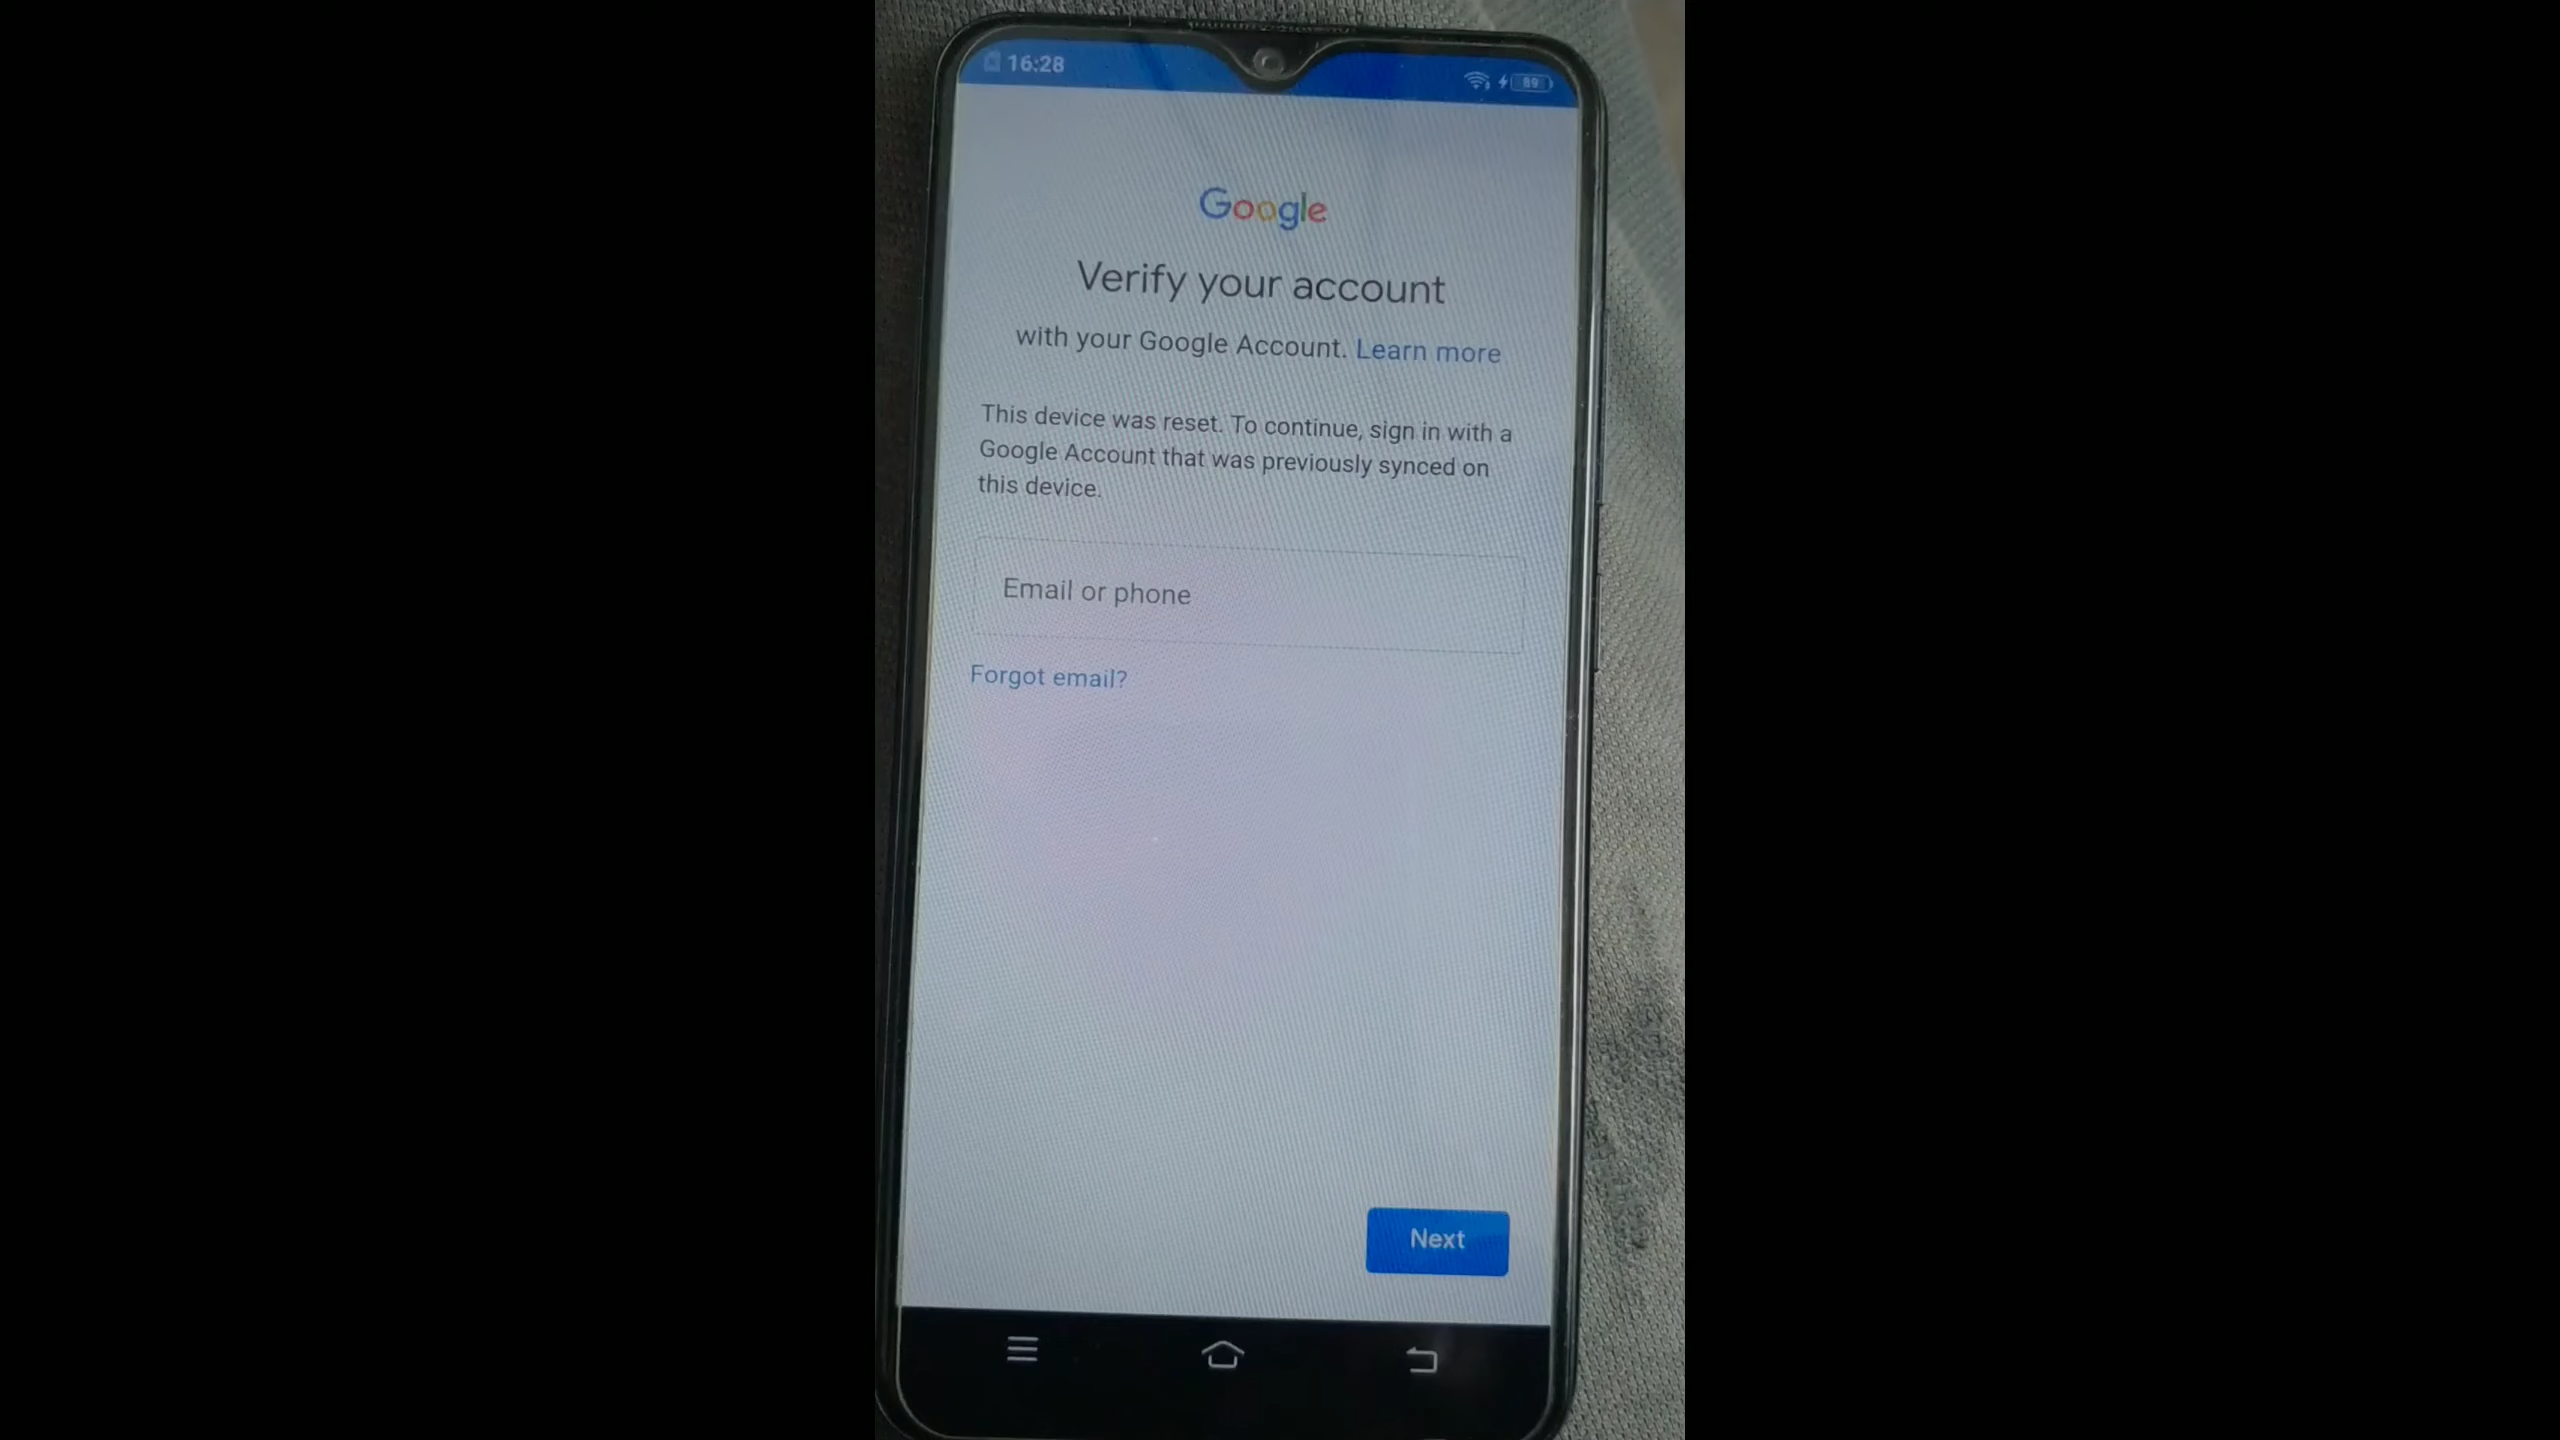 16:28
89
Google
Verify your account
with your Google Account. Learn more
This device was reset. To continue, sign in with a
Google Account that was previously synced on
this device.
Email or phone
Forgot email?
Next